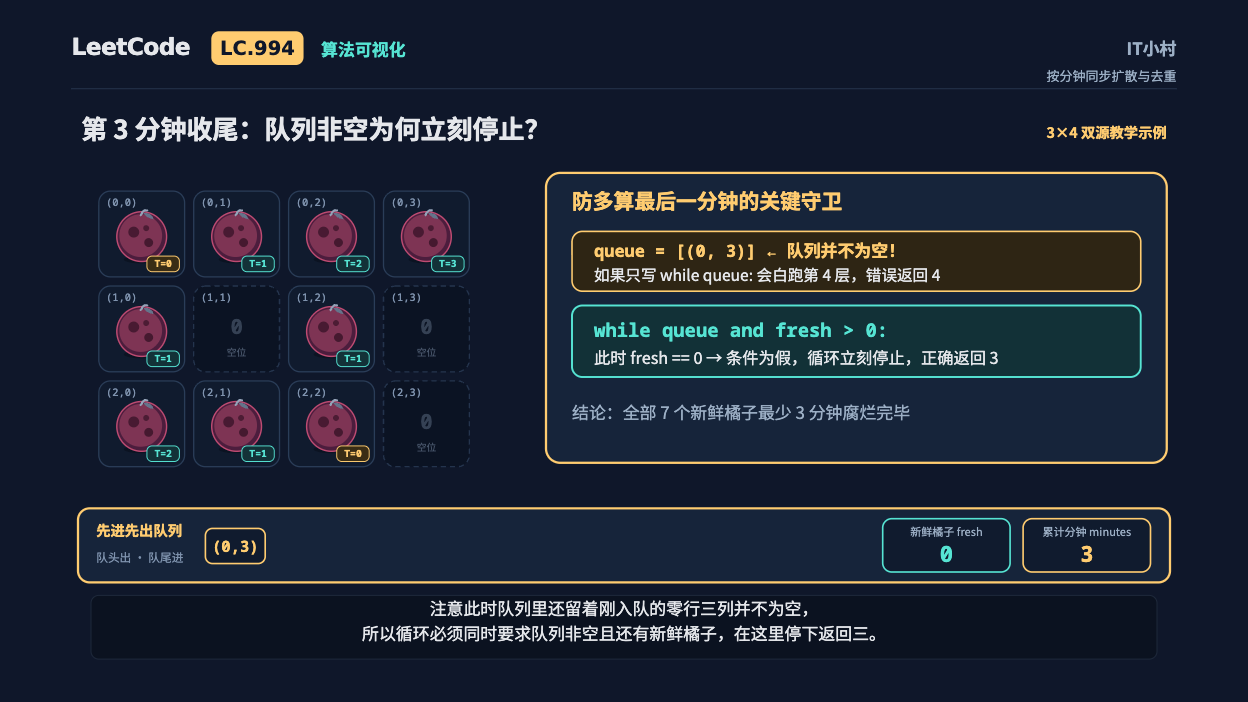 LeetCode LC.994 算法可视化
IT小村
按分钟同步扩散与去重
第 3 分钟收尾：队列非空为何立刻停止？
3×4 双源教学示例
(0,0) (0,1) (0,2) (0,3)
T=0 T=1 T=2 T=3
(1,0) (1,1) (1,2) (1,3)
0 0
空位 空位
T=1 T=1
(2,0) (2,1) (2,2) (2,3)
0
空位
T=2 T=1 T=0
防多算最后一分钟的关键守卫
queue = [(0, 3)] ← 队列并不为空!
如果只写 while queue: 会白跑第 4 层，错误返回 4
while queue and fresh > 0:
此时 fresh == 0 → 条件为假，循环立刻停止，正确返回 3
结论：全部 7 个新鲜橘子最少 3 分钟腐烂完毕
先进先出队列
队头出 · 队尾进
(0,3)
新鲜橘子 fresh
0
累计分钟 minutes
3
注意此时队列里还留着刚入队的零行三列并不为空，
所以循环必须同时要求队列非空且还有新鲜橘子，在这里停下返回三。